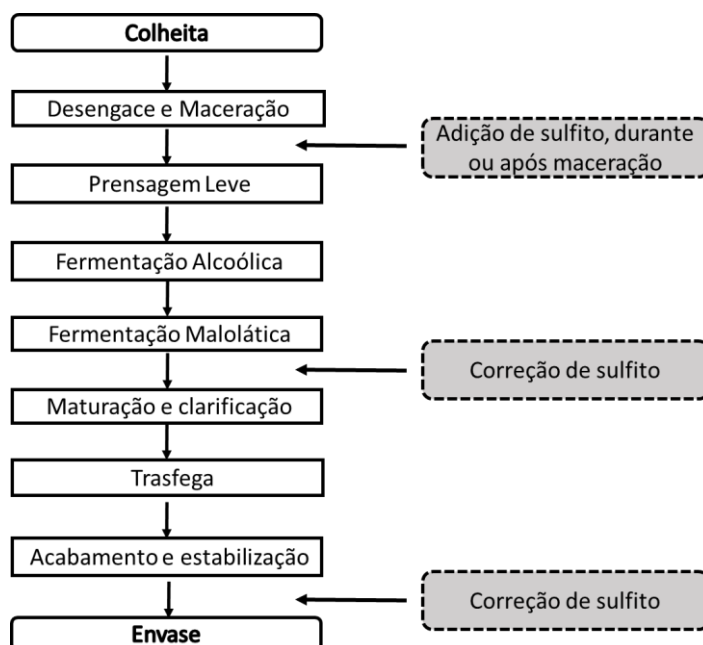 Colheita
Desengace e Maceração
Adição de sulfito, durante
ou após maceração
Prensagem Leve
Fermentação Alcoólica
Fermentação Malolática
Correção de sulfito
Maturação e clarificação
Trasfega
Acabamento e estabilização
Correção de sulfito
Envase